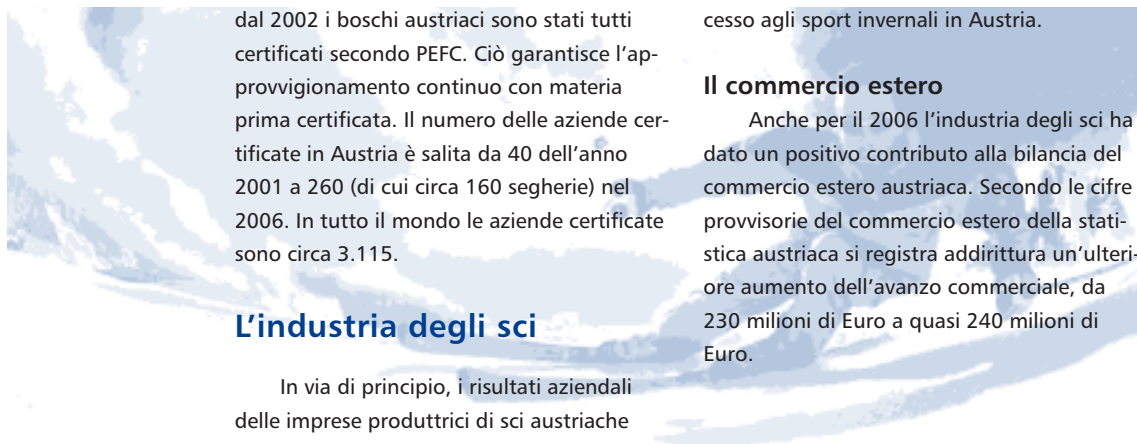 dal 2002 i boschi austriaci sono stati tutti
certificati secondo PEFC. Ciò garantisce l'ap-
provvigionamento continuo con materia
prima certificata. Il numero delle aziende cer-
tificate in Austria è salita da 40 dell'anno
2001 a 260 (di cui circa 160 segherie) nel
2006. In tutto il mondo le aziende certificate
sono circa 3.115.
L'industria degli sci
In via di principio, i risultati aziendali
delle imprese produttrici di sci austriache
cesso agli sport invernali in Austria.
Il commercio estero
Anche per il 2006 l'industria degli sci ha
dato un positivo contributo alla bilancia del
commercio estero austriaca. Secondo le cifre
provvisorie del commercio estero della stati-
stica austriaca si registra addirittura un'ulteri-
ore aumento dell'avanzo commerciale, da
230 milioni di Euro a quasi 240 milioni di
Euro.